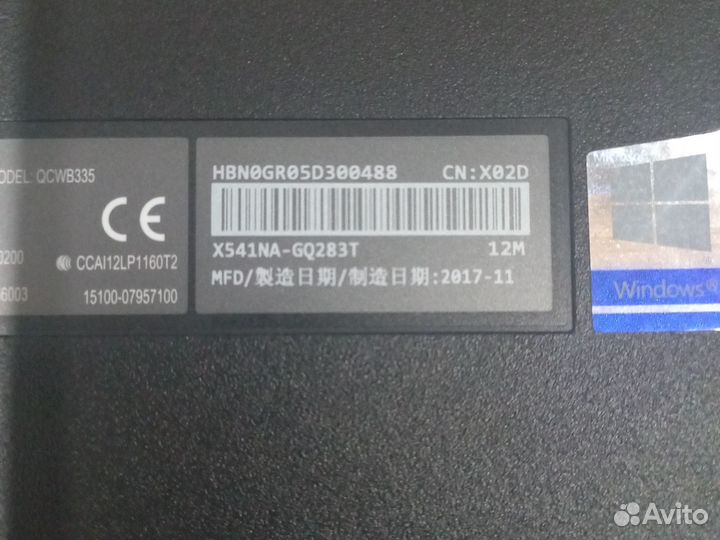 ODEL: QCWB335
CE
0200
CCAI12LP1160T2
6003
15100-07957100
HBN0GR05D300488 CN:X02D
X541NA-GQ283T 12M
MFD/製造日期/制造日期:2017-11
Windows®
Avito